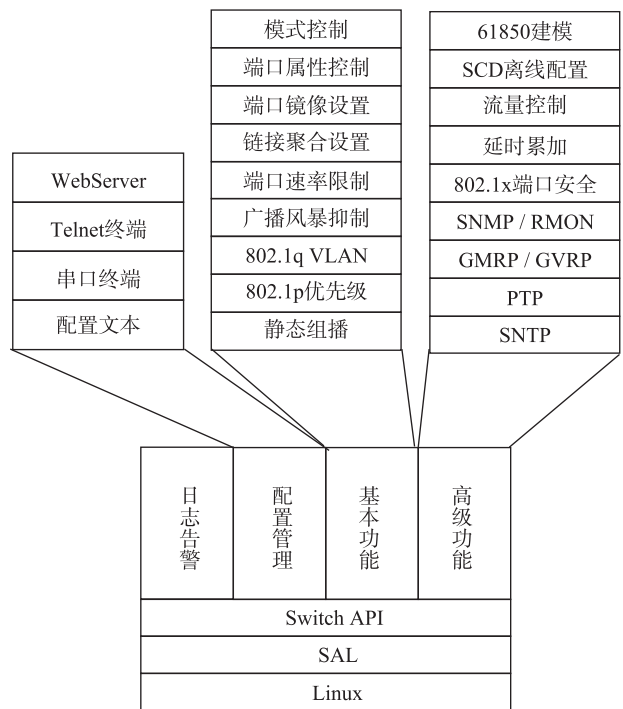 WebServer
Telnet终端
串口终端
配置文本
模式控制
端口属性控制
端口镜像设置
链接聚合设置
端口速率限制
广播风暴抑制
802.1q VLAN
802.1p优先级
静态组播
61850建模
SCD离线配置
流量控制
延时累加
802.1x端口安全
SNMP / RMON
GMRP / GVRP
PTP
SNTP
日志告警
配置管理
基本功能
高级功能
Switch API
SAL
Linux